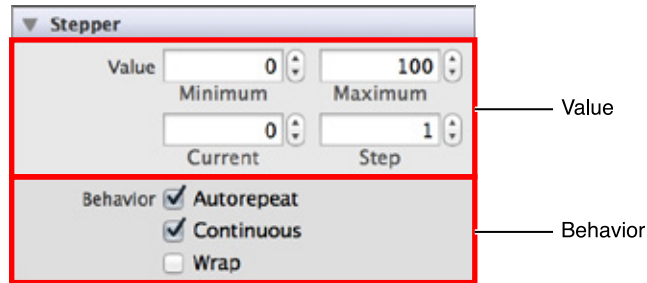 Stepper
Value 0 100
Minimum Maximum
Value
0 1
Current Step
Behavior Autorepeat
Continuous
Behavior
Wrap